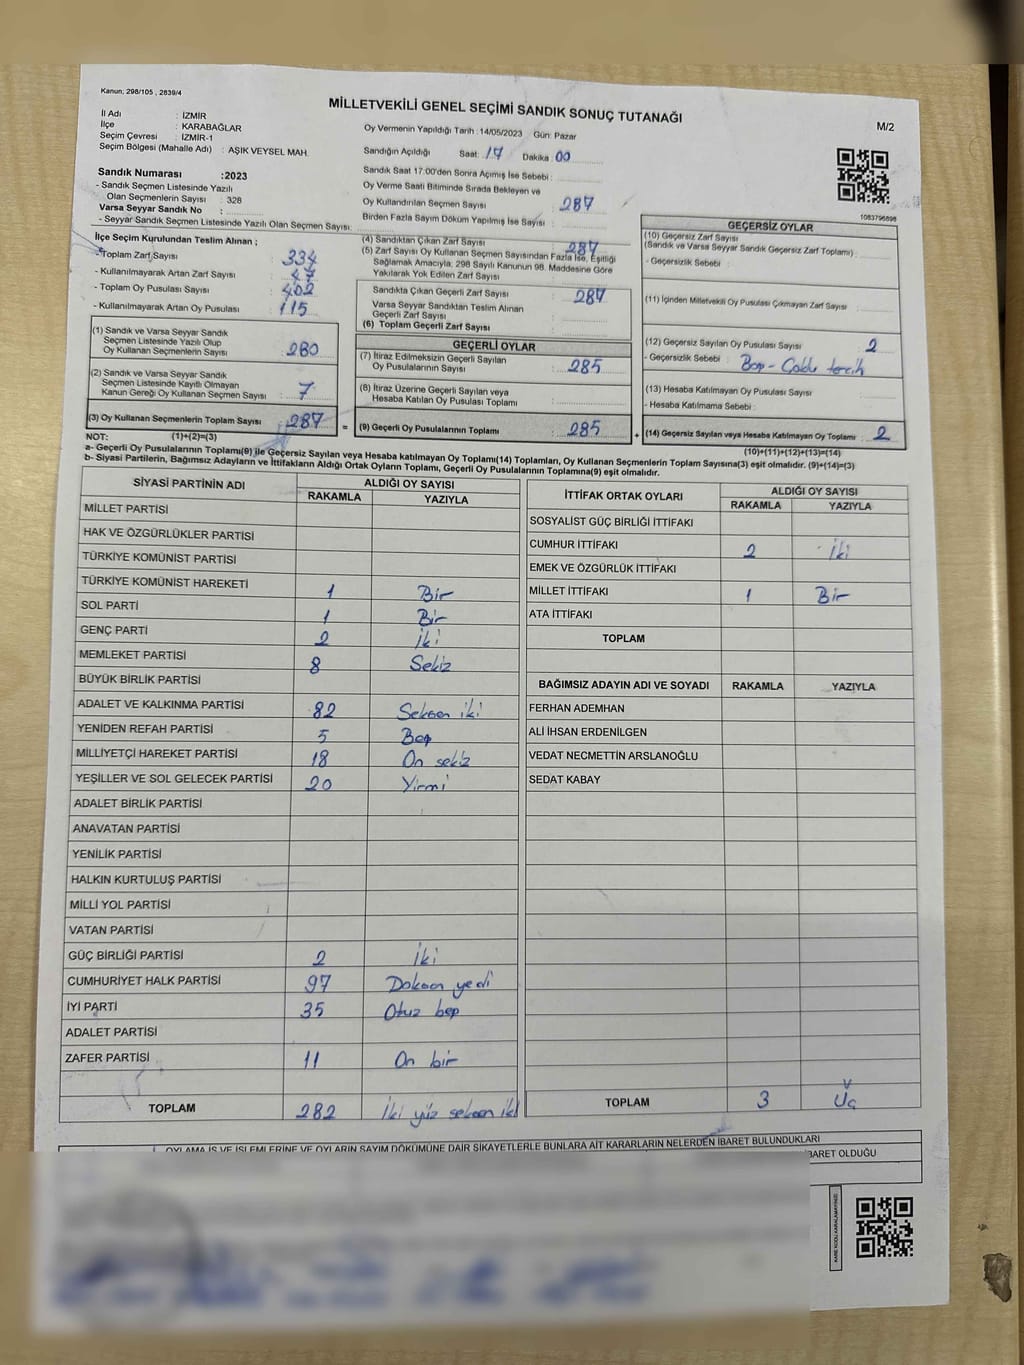 Kanun; 298/105 , 2839/4
MİLLETVEKİLİ GENEL SEÇİMİ SANDIK SONUÇ TUTANAĞI
M/2
İl Adı : İZMİR
İlçe : KARABAĞLAR
Seçim Çevresi : İZMİR-1
Seçim Bölgesi (Mahalle Adı) : AŞIK VEYSEL MAH.
Sandık Numarası :2023
- Sandık Seçmen Listesinde Yazılı
Olan Seçmenlerin Sayısı : 328
Varsa Seyyar Sandık No :
- Seyyar Sandık Seçmen Listesinde Yazılı Olan Seçmen Sayısı:
Oy Vermenin Yapıldığı Tarih : 14/05/2023 Gün: Pazar
Sandığın Açıldığı Saat: 17 Dakika 00
Sandık Saat 17:00'den Sonra Açımış İse Sebebi :
Oy Verme Saati Bitiminde Sırada Bekleyen ve
Oy Kullandırılan Seçmen Sayısı : 287
Birden Fazla Sayım Döküm Yapılmış İse Sayısı :
1083796898
İlçe Seçim Kurulundan Teslim Alınan ;
- Toplam Zarf Sayısı : 334
- Kullanılmayarak Artan Zarf Sayısı : 47
- Toplam Oy Pusulası Sayısı : 402
- Kullanılmayarak Artan Oy Pusulası : 115
(1) Sandık ve Varsa Seyyar Sandık
Seçmen Listesinde Yazılı Olup
Oy Kullanan Seçmenlerin Sayısı : 280
(2) Sandık ve Varsa Seyyar Sandık
Seçmen Listesinde Kayıtlı Olmayan
Kanun Gereği Oy Kullanan Seçmen Sayısı : 7
(3) Oy Kullanan Seçmenlerin Toplam Sayısı : 287
(4) Sandıktan Çıkan Zarf Sayısı : 287
(5) Zarf Sayısı Oy Kullanan Seçmen Sayısından Fazla İse, Eşitliği
Sağlamak Amacıyla, 298 Sayılı Kanunun 98. Maddesine Göre
Yakılarak Yok Edilen Zarf Sayısı :
Sandıkta Çıkan Geçerli Zarf Sayısı : 287
Varsa Seyyar Sandıktan Teslim Alınan
Geçerli Zarf Sayısı :
(6) Toplam Geçerli Zarf Sayısı :
GEÇERLİ OYLAR
(7) İtiraz Edilmeksizin Geçerli Sayılan
Oy Pusulalarının Sayısı : 285
(8) İtiraz Üzerine Geçerli Sayılan veya
Hesaba Katılan Oy Pusulası Toplamı :
= (9) Geçerli Oy Pusulalarının Toplamı : 285
GEÇERSİZ OYLAR
(10) Geçersiz Zarf Sayısı
(Sandık ve Varsa Seyyar Sandık Geçersiz Zarf Toplamı) :
- Geçersizlik Sebebi :
(11) İçinden Milletvekili Oy Pusulası Çıkmayan Zarf Sayısı :
(12) Geçersiz Sayılan Oy Pusulası Sayısı : 2
- Geçersizlik Sebebi : Boş - Çoklu tercih
(13) Hesaba Katılmayan Oy Pusulası Sayısı :
- Hesaba Katılmama Sebebi :
+ (14) Geçersiz Sayılan veya Hesaba Katılmayan Oy Toplamı : 2
NOT: (1)+(2)=(3)
(10)+(11)+(12)+(13)=(14)
a- Geçerli Oy Pusulalarının Toplamı(9) ile Geçersiz Sayılan veya Hesaba Katılmayan Oy Toplamı(14) Toplamları, Oy Kullanan Seçmenlerin Toplam Sayısına(3) eşit olmalıdır. (9)+(14)=(3)
b- Siyasi Partilerin, Bağımsız Adayların ve İttifakların Aldığı Ortak Oyların Toplamı, Geçerli Oy Pusulalarının Toplamına(9) eşit olmalıdır.
SİYASİ PARTİNİN ADI ALDIĞI OY SAYISI
RAKAMLA YAZIYLA
MİLLET PARTİSİ
HAK VE ÖZGÜRLÜKLER PARTİSİ
TÜRKİYE KOMÜNİST PARTİSİ
TÜRKİYE KOMÜNİST HAREKETİ 1 Bir
SOL PARTİ 1 Bir
GENÇ PARTİ 2 İki
MEMLEKET PARTİSİ 8 Sekiz
BÜYÜK BİRLİK PARTİSİ
ADALET VE KALKINMA PARTİSİ 82 Seksen iki
YENİDEN REFAH PARTİSİ 5 Beş
MİLLİYETÇİ HAREKET PARTİSİ 18 On sekiz
YEŞİLLER VE SOL GELECEK PARTİSİ 20 Yirmi
ADALET BİRLİK PARTİSİ
ANAVATAN PARTİSİ
YENİLİK PARTİSİ
HALKIN KURTULUŞ PARTİSİ
MİLLİ YOL PARTİSİ
VATAN PARTİSİ
GÜÇ BİRLİĞİ PARTİSİ 2 İki
CUMHURİYET HALK PARTİSİ 97 Doksan yedi
İYİ PARTİ 35 Otuz beş
ADALET PARTİSİ
ZAFER PARTİSİ 11 On bir
TOPLAM 282 İki yüz seksen iki
İTTİFAK ORTAK OYLARI ALDIĞI OY SAYISI
RAKAMLA YAZIYLA
SOSYALİST GÜÇ BİRLİĞİ İTTİFAKI
CUMHUR İTTİFAKI 2 İki
EMEK VE ÖZGÜRLÜK İTTİFAKI
MİLLET İTTİFAKI 1 Bir
ATA İTTİFAKI
TOPLAM
BAĞIMSIZ ADAYIN ADI VE SOYADI RAKAMLA YAZIYLA
FERHAN ADEMHAN
ALİ İHSAN ERDENİLGEN
VEDAT NECMETTİN ARSLANOĞLU
SEDAT KABAY
TOPLAM 3 Üç
OYLAMA İŞ VE İŞLEMLERİNE VE OYLARIN SAYIM DÖKÜMÜNE DAİR ŞİKAYETLERLE BUNLARA AİT KARARLARIN NELERDEN İBARET BULUNDUKLARI
BARET OLDUĞU
KARE KODU KARALAMAYINIZ!